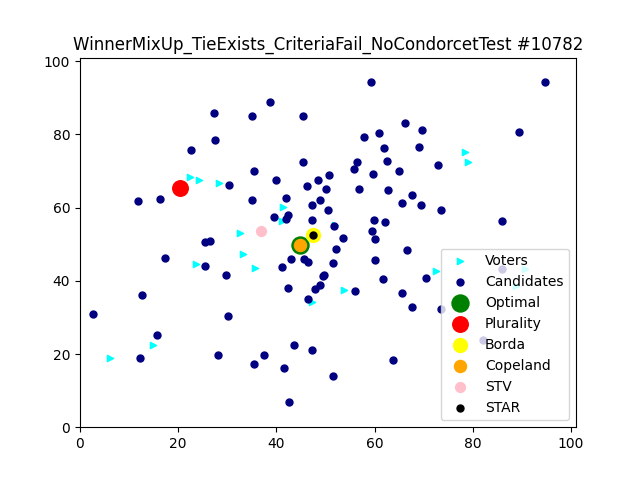 WinnerMixUp_TieExists_CriteriaFail_NoCondorcetTest #10782
100
80
60
40
20
0
0 20 40 60 80 100
Voters
Candidates
Optimal
Plurality
Borda
Copeland
STV
STAR